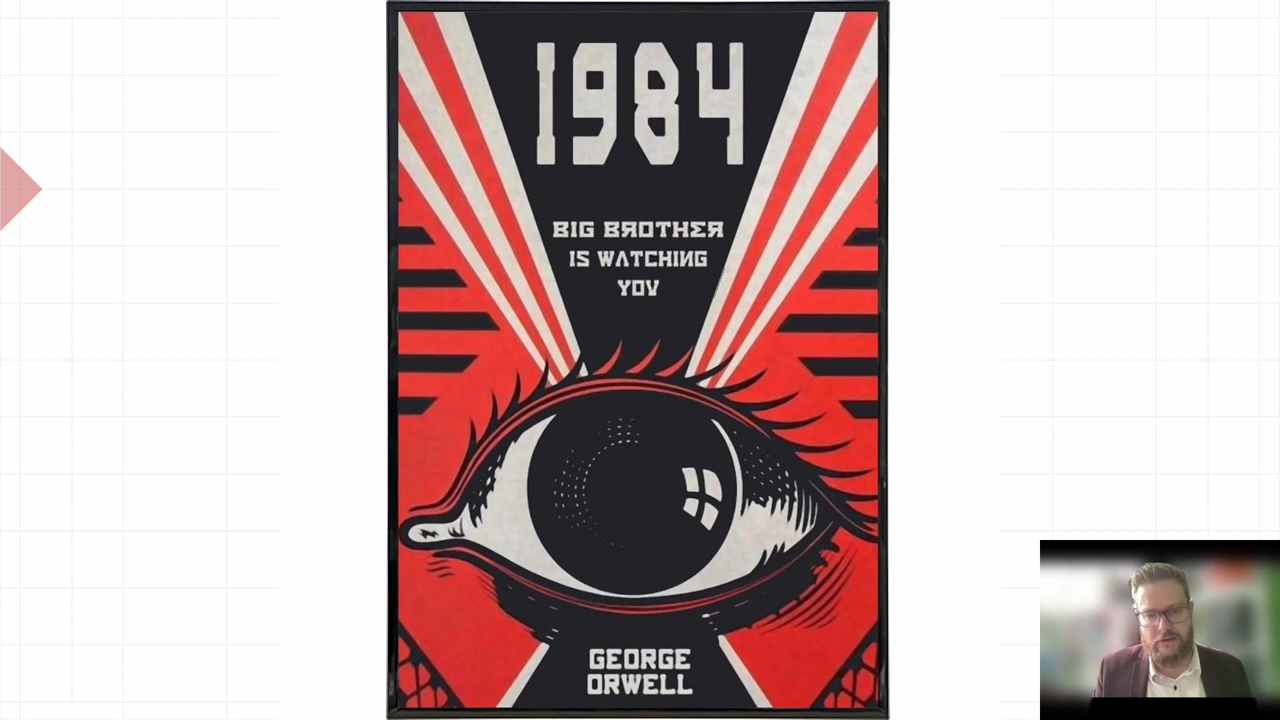 1984
BIG BROTHER
IS WATCHING
YOV
GEORGE
ORWELL